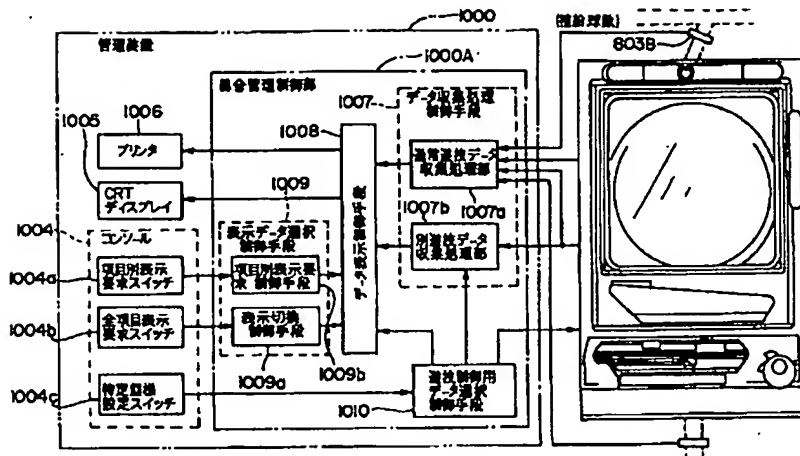 1000
(補給球数)
803B
管理装置
1000A
総合管理制御部
1007
データ収集処理
制御手段
1006
プリンタ
1008
1005
CRT
ディスプレイ
通常遊技データ
収集処理部
1007a
1009
1007b
別遊技データ
収集処理部
1004
コンソール
表示データ選択
制御手段
データ表示制御手段
1004a
項目別表示
要求スイッチ
項目別表示要
求制御手段
1004b
全項目表示
要求スイッチ
表示切換
制御手段
1009a
1009b
1004c
特定遊機
設定スイッチ
1010
遊技制御用
データ選択
制御手段